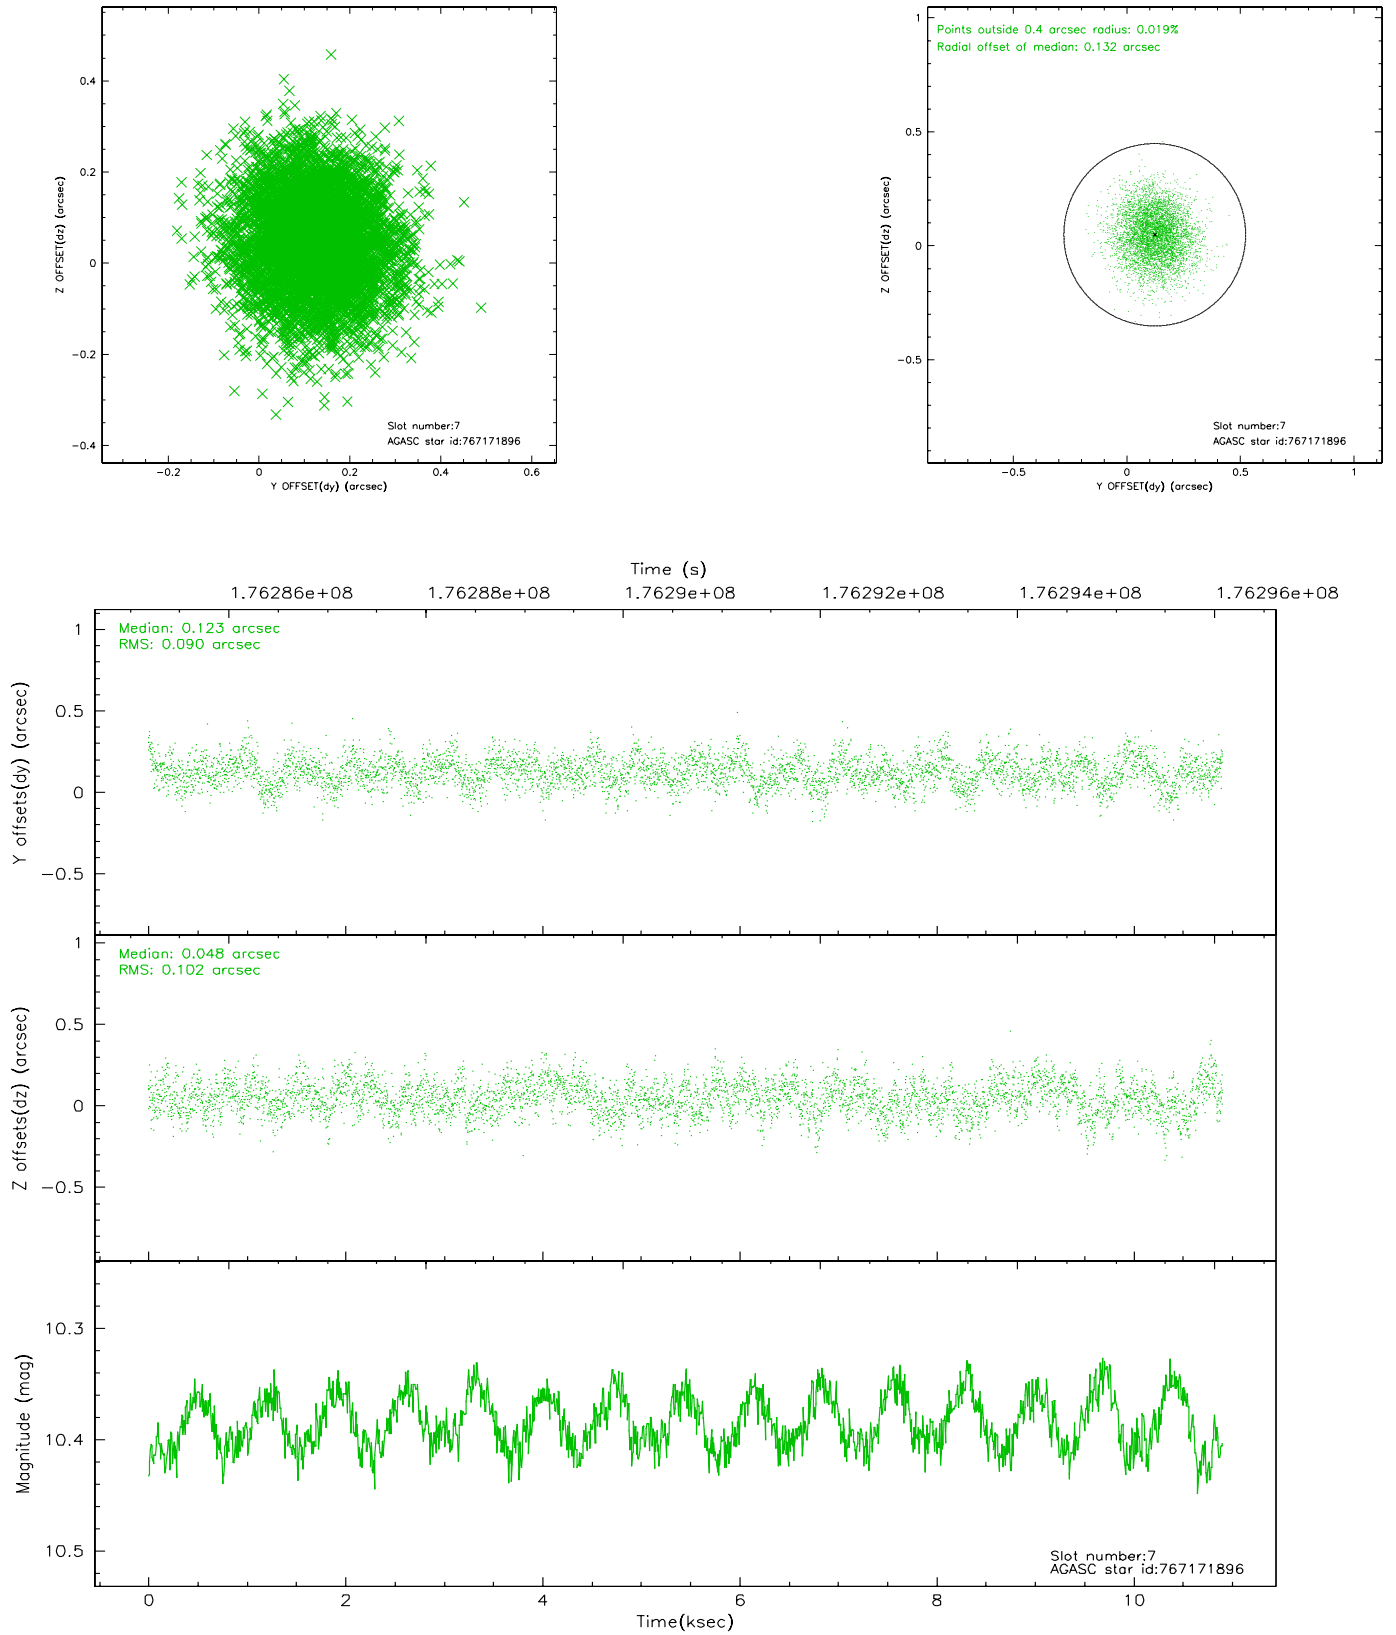 0.4
0.2
0
−0.2
−0.4
Z OFFSET(dz) (arcsec)
Slot number:7
AGASC star id:767171896
−0.2 0 0.2 0.4 0.6
Y OFFSET(dy) (arcsec)
Points outside 0.4 arcsec radius: 0.019%
Radial offset of median: 0.132 arcsec
1
0.5
0
−0.5
Z OFFSET(dz) (arcsec)
Slot number:7
AGASC star id:767171896
−0.5 0 0.5 1
Y OFFSET(dy) (arcsec)
Time (s)
1.76286e+08 1.76288e+08 1.7629e+08 1.76292e+08 1.76294e+08 1.76296e+08
Median: 0.123 arcsec
RMS: 0.090 arcsec
1
0.5
0
−0.5
Y offsets(dy) (arcsec)
Median: 0.048 arcsec
RMS: 0.102 arcsec
1
0.5
0
−0.5
Z offsets(dz) (arcsec)
10.3
10.4
10.5
Magnitude (mag)
Slot number:7
AGASC star id:767171896
0 2 4 6 8 10
Time(ksec)